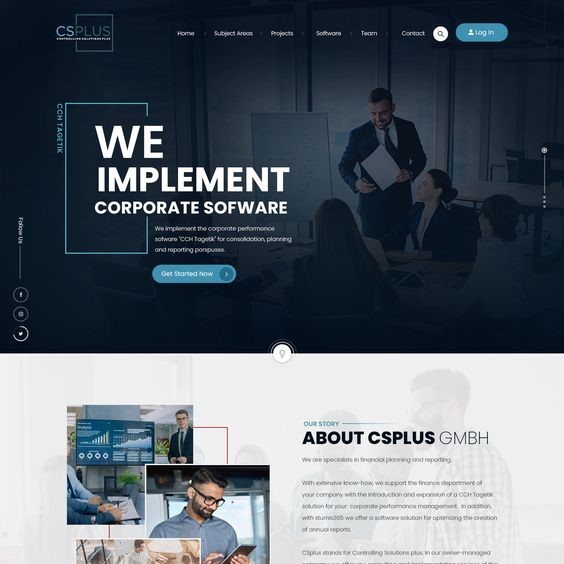 CSPLUS
CONTROLLING SOLUTIONS PLUS
Home
Subject Areas
Projects
Software
Team
Contact
Log In
CCH TAGETIK
WE
IMPLEMENT
CORPORATE SOFWARE
We implement the corporate performance
sofware "CCH Tagetik" for consolidation, planning
and reporting porspuses.
Get Started Now
Follow Us
Analysis
OUR STORY
ABOUT CSPLUS GMBH
We are specialists in financial planning and reporting.
With extensive know-how, we support the finance department of
your company with the introduction and expansion of a CCH Tagetik
solution for your corporate performance management . In addition,
with stumis365 we offer a software solution for optimizing the creation
of annual reports.
CSplus stands for Controlling Solutions plus. In our owner-managed